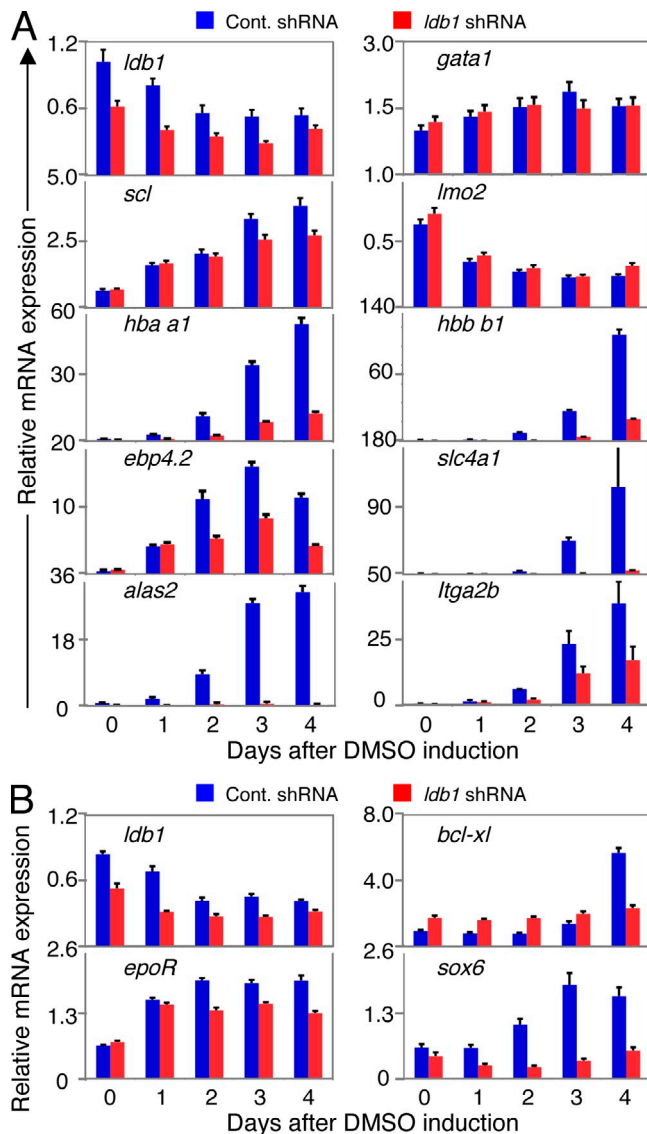 A
Cont. shRNA ldb1 shRNA
Relative mRNA expression
1.2
0.6
ldb1
3.0
1.5
gata1
5.0
2.5
scl
1.0
0.5
lmo2
60
30
hba a1
140
60
hbb b1
20
10
ebp4.2
180
90
slc4a1
36
18
0
alas2
50
25
0
ltga2b
0 1 2 3 4
0 1 2 3 4
Days after DMSO induction
B
Cont. shRNA ldb1 shRNA
Relative mRNA expression
1.2
0.6
ldb1
8.0
4.0
bcl-xl
2.6
1.3
0
epoR
2.6
1.3
0
sox6
0 1 2 3 4
0 1 2 3 4
Days after DMSO induction